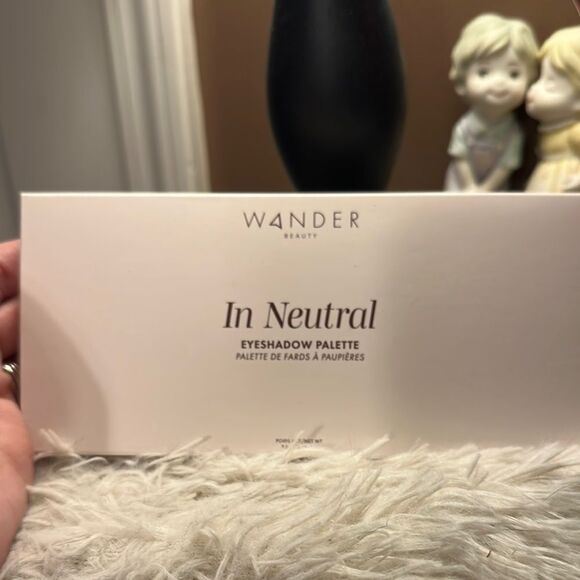 WANDER
BEAUTY
In Neutral
EYESHADOW PALETTE
PALETTE DE FARDS À PAUPIÈRES